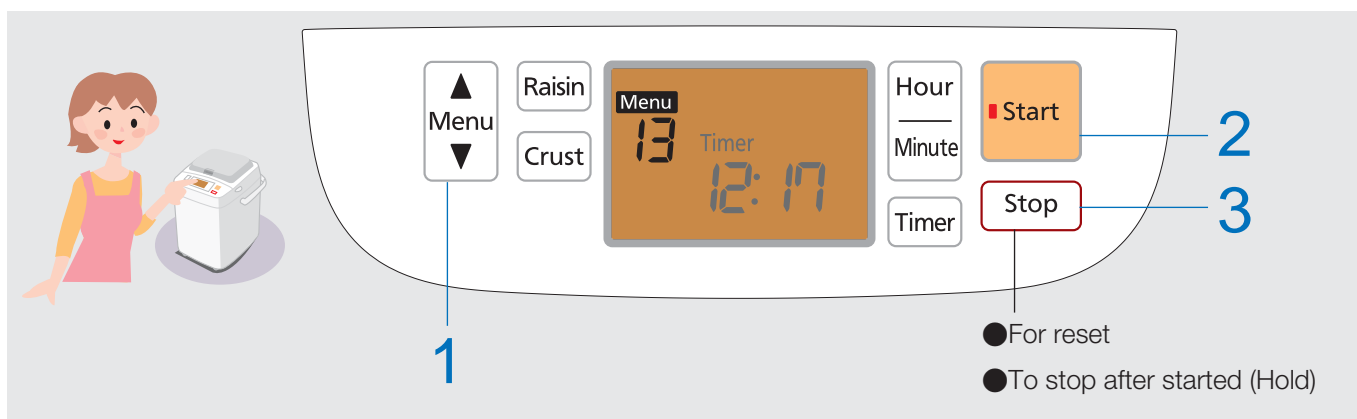 ▲
Menu
▼
Raisin
Crust
Menu
13
Timer
12:17
Hour
Minute
Timer
Start
Stop
1
2
3
●For reset
●To stop after started (Hold)